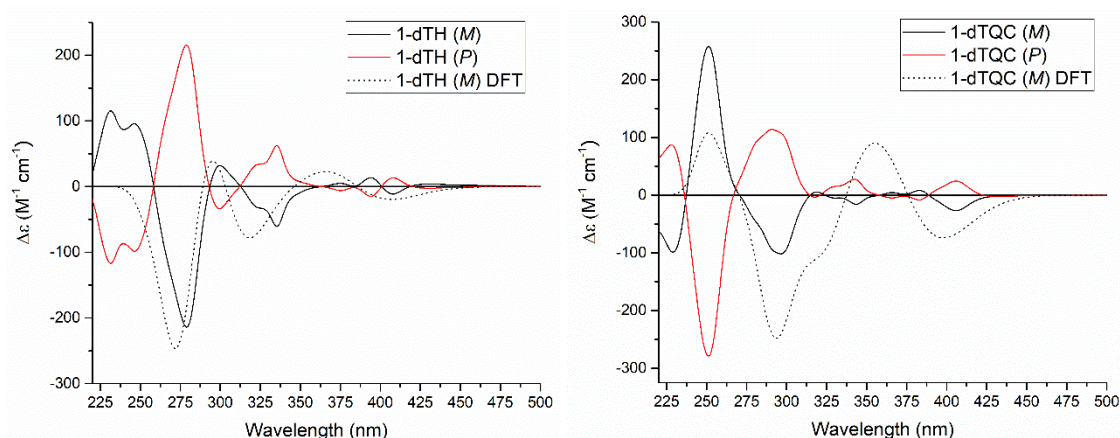 1-dTH (M)
1-dTH (P)
1-dTH (M) DFT
200
100
0
-100
-200
-300
Δε (M⁻¹ cm⁻¹)
225 250 275 300 325 350 375 400 425 450 475 500
Wavelength (nm)
1-dTQC (M)
1-dTQC (P)
1-dTQC (M) DFT
300
200
100
0
-100
-200
-300
Δε (M⁻¹ cm⁻¹)
225 250 275 300 325 350 375 400 425 450 475 500
Wavelength (nm)